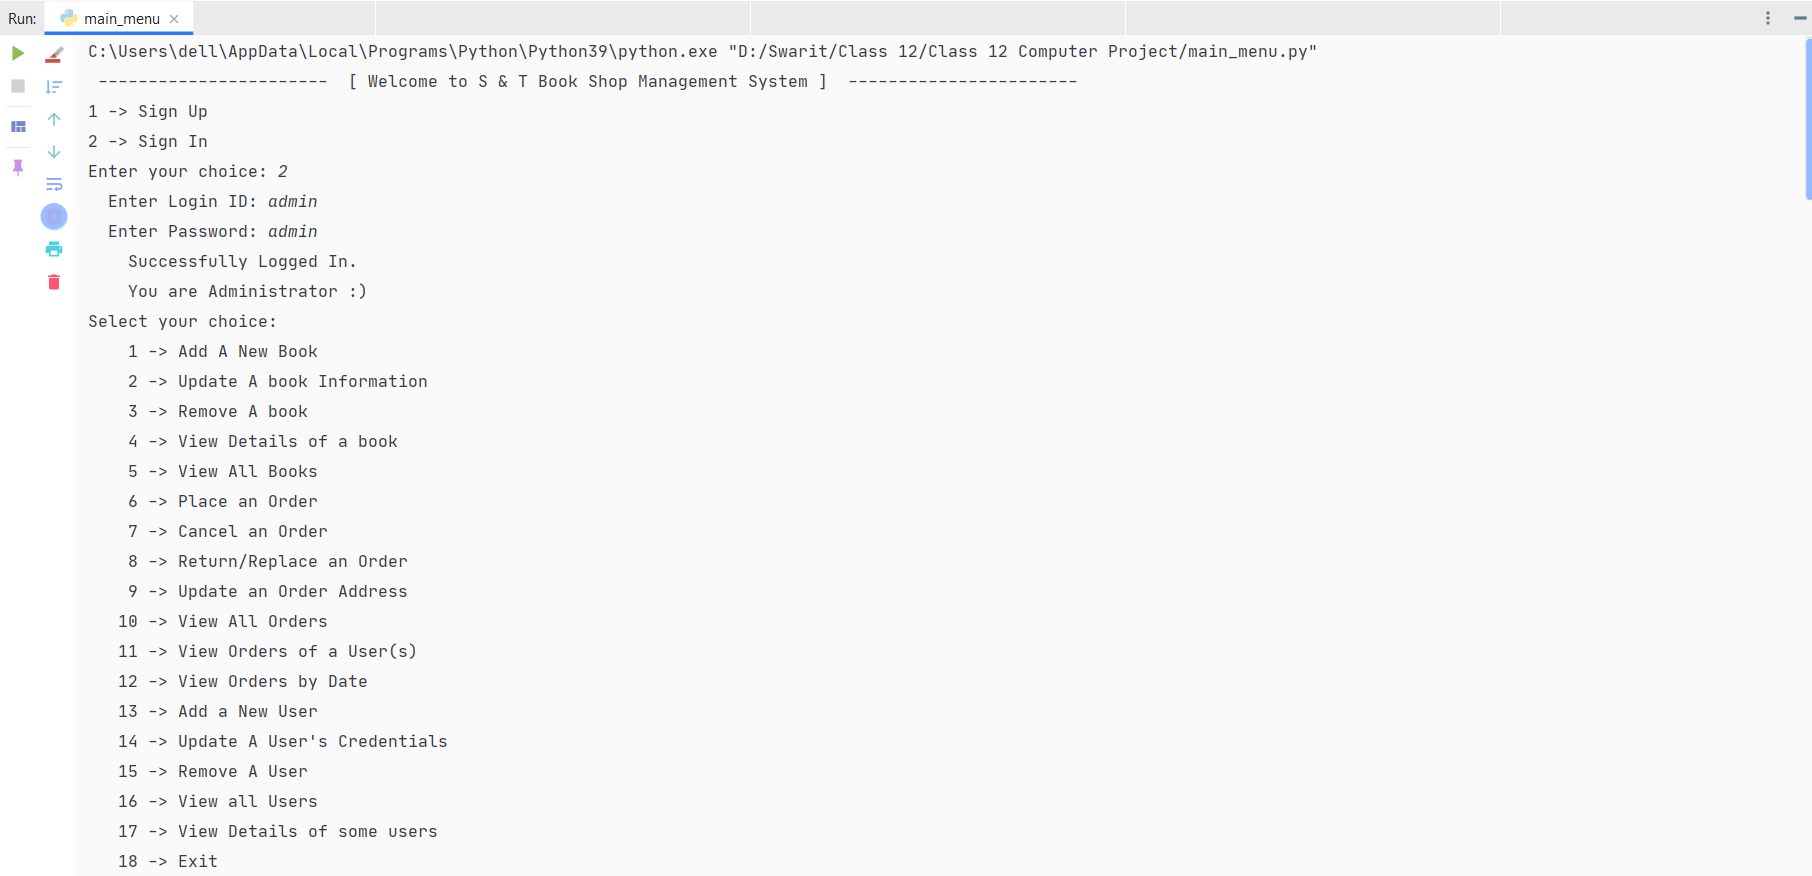 Run: main_menu ×
C:\Users\dell\AppData\Local\Programs\Python\Python39\python.exe "D:/Swarit/Class 12/Class 12 Computer Project/main_menu.py"
----------------------- [ Welcome to S & T Book Shop Management System ] -----------------------
1 -> Sign Up
2 -> Sign In
Enter your choice: 2
Enter Login ID: admin
Enter Password: admin
Successfully Logged In.
You are Administrator :)
Select your choice:
1 -> Add A New Book
2 -> Update A book Information
3 -> Remove A book
4 -> View Details of a book
5 -> View All Books
6 -> Place an Order
7 -> Cancel an Order
8 -> Return/Replace an Order
9 -> Update an Order Address
10 -> View All Orders
11 -> View Orders of a User(s)
12 -> View Orders by Date
13 -> Add a New User
14 -> Update A User's Credentials
15 -> Remove A User
16 -> View all Users
17 -> View Details of some users
18 -> Exit